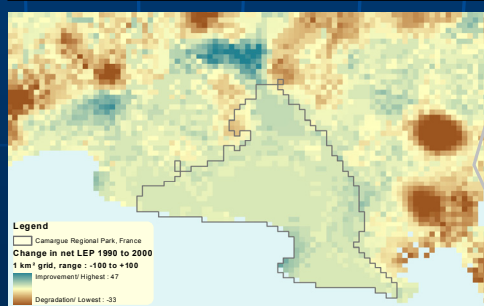 Legend
Camargue Regional Park, France
Change in net LEP 1990 to 2000
1 km² grid, range : -100 to +100
Improvement/ Highest : 47
Degradation/ Lowest : -33